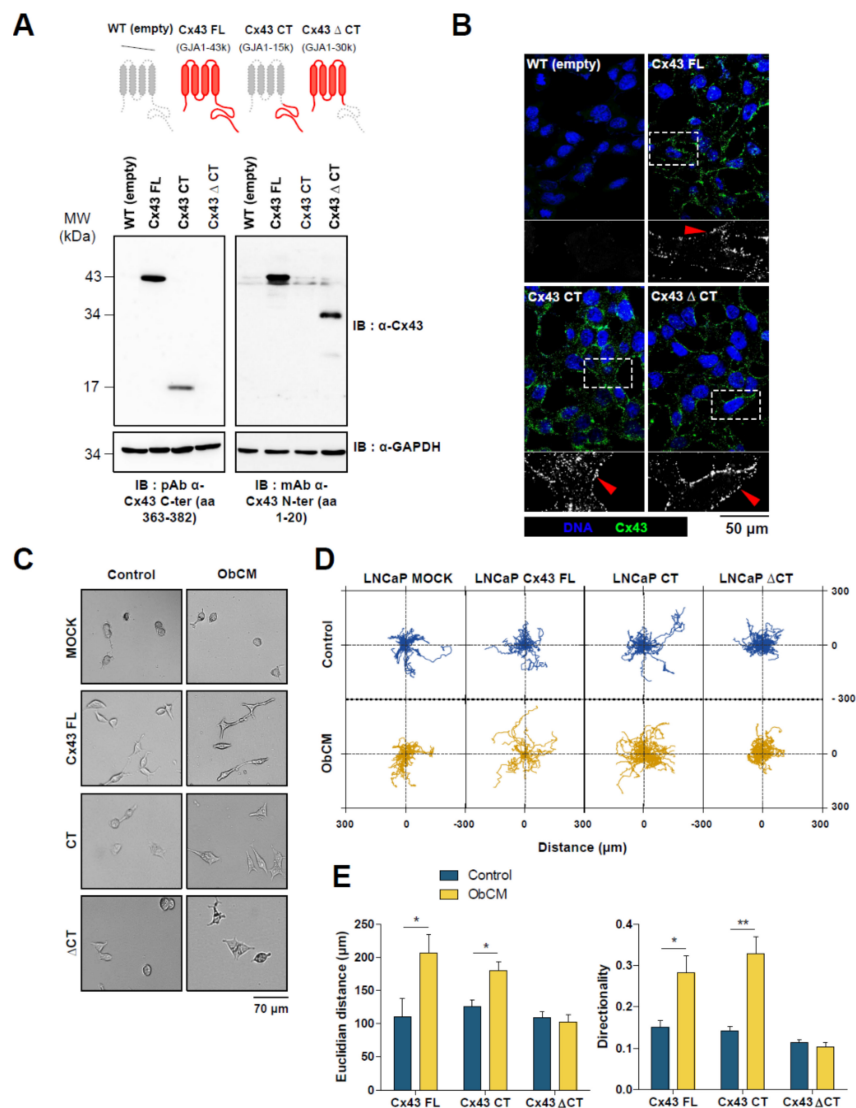 A
WT (empty) Cx43 FL Cx43 CT Cx43 Δ CT
(GJA1-43k) (GJA1-15k) (GJA1-30k)
WT (empty)
Cx43 FL
Cx43 CT
Cx43 Δ CT
WT (empty)
Cx43 FL
Cx43 CT
Cx43 Δ CT
MW
(kDa)
43
34
17
34
IB : α-Cx43
IB : α-GAPDH
IB : pAb α-
Cx43 C-ter (aa
363-382)
IB : mAb α-
Cx43 N-ter (aa
1-20)
B
WT (empty) Cx43 FL
Cx43 CT Cx43 Δ CT
DNA Cx43
50 µm
C
Control ObCM
MOCK
Cx43 FL
CT
ΔCT
70 µm
D
LNCaP MOCK LNCaP Cx43 FL LNCaP CT LNCaP ΔCT
Control
ObCM
300
0
-300
0
300
300 0 -300 0 300 0 -300 0 300
Distance (µm)
E
Control
ObCM
Euclidian distance (µm)
250
200
150
100
50
0
* *
Cx43 FL Cx43 CT Cx43 ΔCT
Directionality
0.4
0.3
0.2
0.1
0.0
* **
Cx43 FL Cx43 CT Cx43 ΔCT